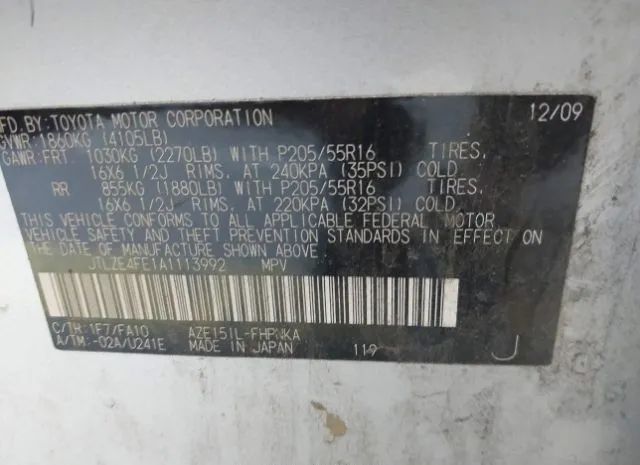 MFD. BY: TOYOTA MOTOR CORPORATION 12/09
GVWR: 1860KG (4105LB)
GAWR: FRT. 1030KG (2270LB) WITH P205/55R16 TIRES,
16X6 1/2J RIMS, AT 240KPA (35PSI) COLD.
RR 855KG (1880LB) WITH P205/55R16 TIRES,
16X6 1/2J RIMS, AT 220KPA (32PSI) COLD.
THIS VEHICLE CONFORMS TO ALL APPLICABLE FEDERAL MOTOR
VEHICLE SAFETY AND THEFT PREVENTION STANDARDS IN EFFECT ON
THE DATE OF MANUFACTURE SHOWN ABOVE.
JTLZE4FE1A1113992 MPV
C/TR: 1F7/FA10 AZE151L-FHPNKA
A/TM: -02A/U241E MADE IN JAPAN 119 J